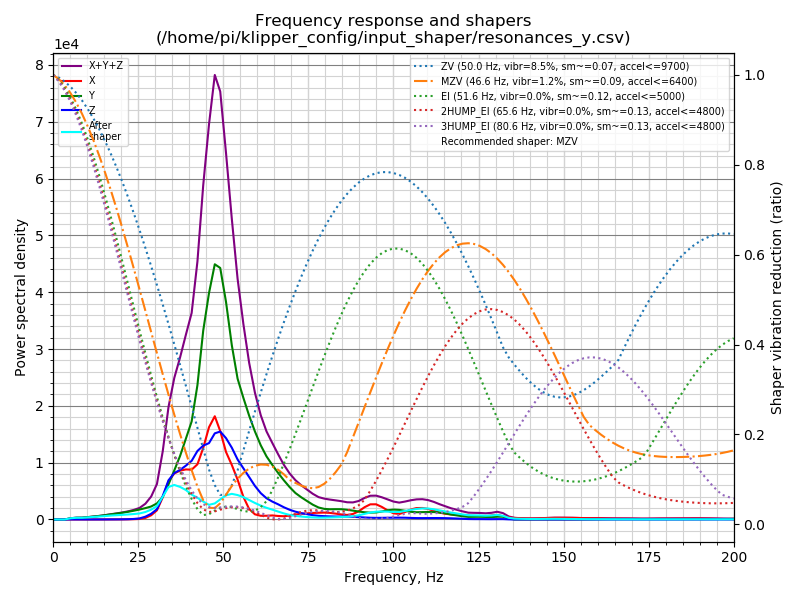 Frequency response and shapers
(/home/pi/klipper_config/input_shaper/resonances_y.csv)
1e4
X+Y+Z
X
Y
Z
After
shaper
ZV (50.0 Hz, vibr=8.5%, sm~=0.07, accel<=9700)
MZV (46.6 Hz, vibr=1.2%, sm~=0.09, accel<=6400)
EI (51.6 Hz, vibr=0.0%, sm~=0.12, accel<=5000)
2HUMP_EI (65.6 Hz, vibr=0.0%, sm~=0.13, accel<=4800)
3HUMP_EI (80.6 Hz, vibr=0.0%, sm~=0.13, accel<=4800)
Recommended shaper: MZV
8
7
6
5
4
3
2
1
0
Power spectral density
1.0
0.8
0.6
0.4
0.2
0.0
Shaper vibration reduction (ratio)
0 25 50 75 100 125 150 175 200
Frequency, Hz